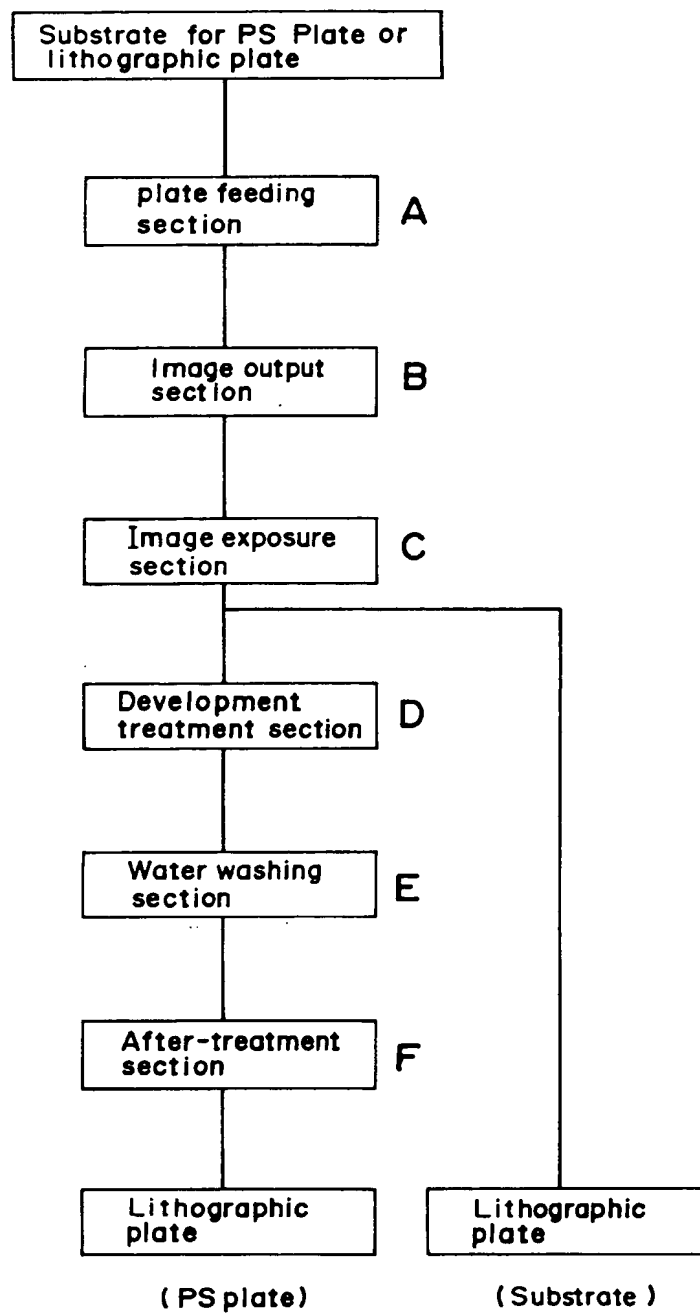 Substrate for PS Plate or
lithographic plate
plate feeding
section
A
Image output
section
B
Image exposure
section
C
Development
treatment section
D
Water washing
section
E
After-treatment
section
F
Lithographic
plate
Lithographic
plate
(PS plate)
(Substrate)